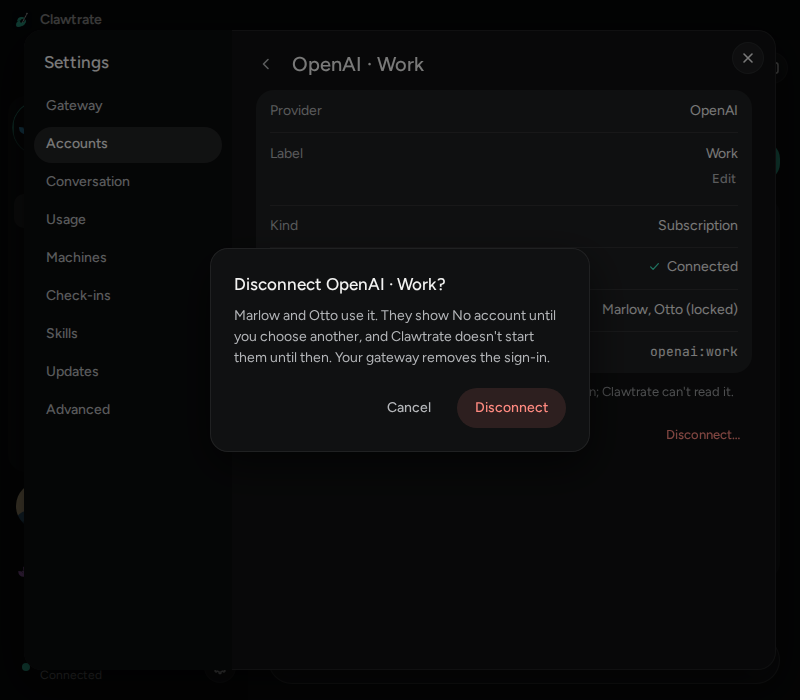 Clawtrate
Settings
Gateway
Accounts
Conversation
Usage
Machines
Check-ins
Skills
Updates
Advanced
OpenAI · Work
Provider OpenAI
Label Work
Edit
Kind Subscription
Connected
Marlow, Otto (locked)
openai:work
Clawtrate can't read it.
Disconnect…
Disconnect OpenAI · Work?
Marlow and Otto use it. They show No account until
you choose another, and Clawtrate doesn't start
them until then. Your gateway removes the sign-in.
Cancel Disconnect
Connected